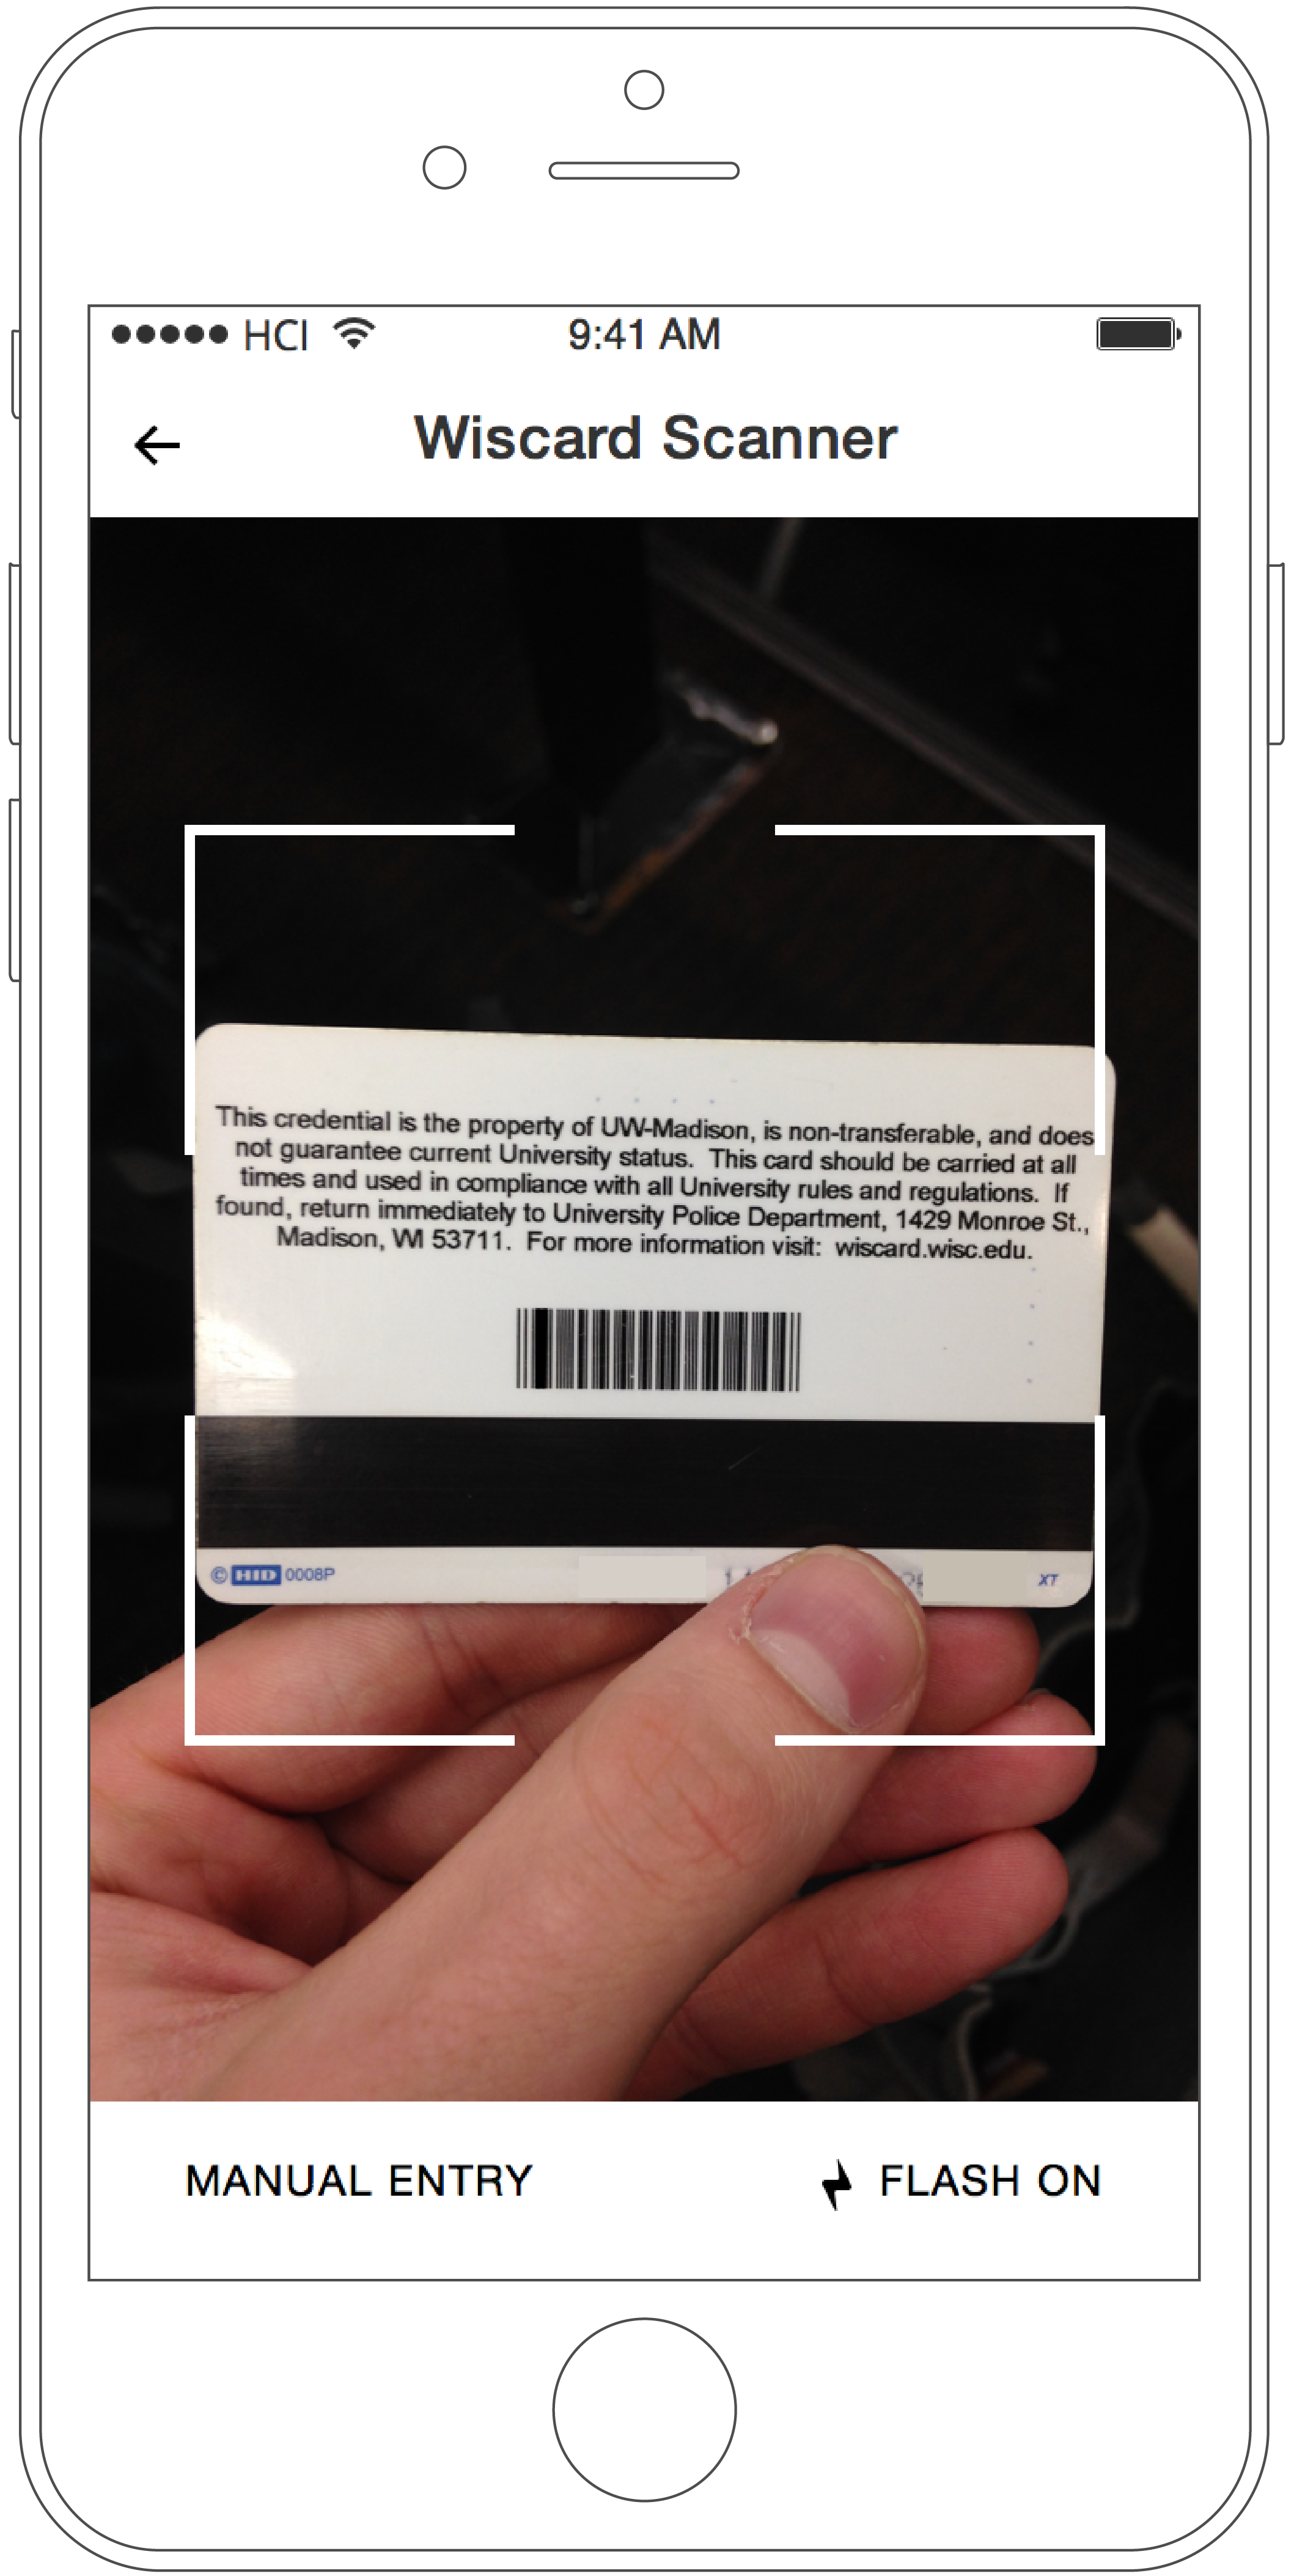 HCI 9:41 AM
Wiscard Scanner
This credential is the property of UW-Madison, is non-transferable, and does
not guarantee current University status. This card should be carried at all
times and used in compliance with all University rules and regulations. If
found, return immediately to University Police Department, 1429 Monroe St.,
Madison, WI 53711. For more information visit: wiscard.wisc.edu.
© HID 0008P XT
MANUAL ENTRY FLASH ON